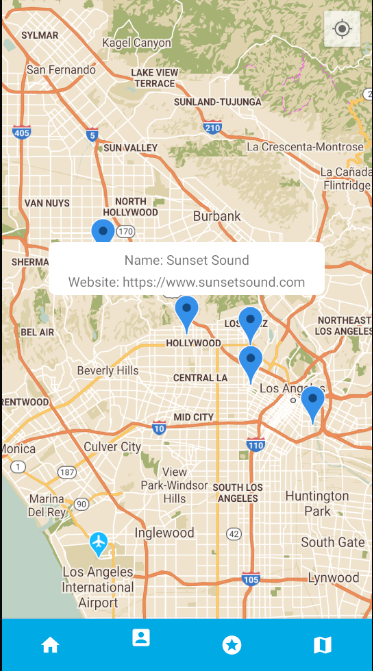 Kagel Canyon
SYLMAR
San Fernando
LAKE VIEW
TERRACE
SUNLAND-TUJUNGA
2
405
5
210
SUN VALLEY
La Crescenta-Montrose
La Cañada
Flintridge
VAN NUYS
NORTH
HOLLYWOOD
Burbank
170
SHERMA
Name: Sunset Sound
Website: https://www.sunsetsound.com
BEL AIR
HOLLYWOOD
NORTHEAST
LOS ANGELES
Beverly Hills
CENTRAL LA
Los Angeles
RENTWOOD
MID CITY
10
110
Monica
Culver City
1
187
View
Park-Windsor
Hills
SOUTH LOS
ANGELES
Huntington
Park
Marina
Del Rey
90
Inglewood
42
South Gate
Los Angeles
International
Airport
105
Lynwood